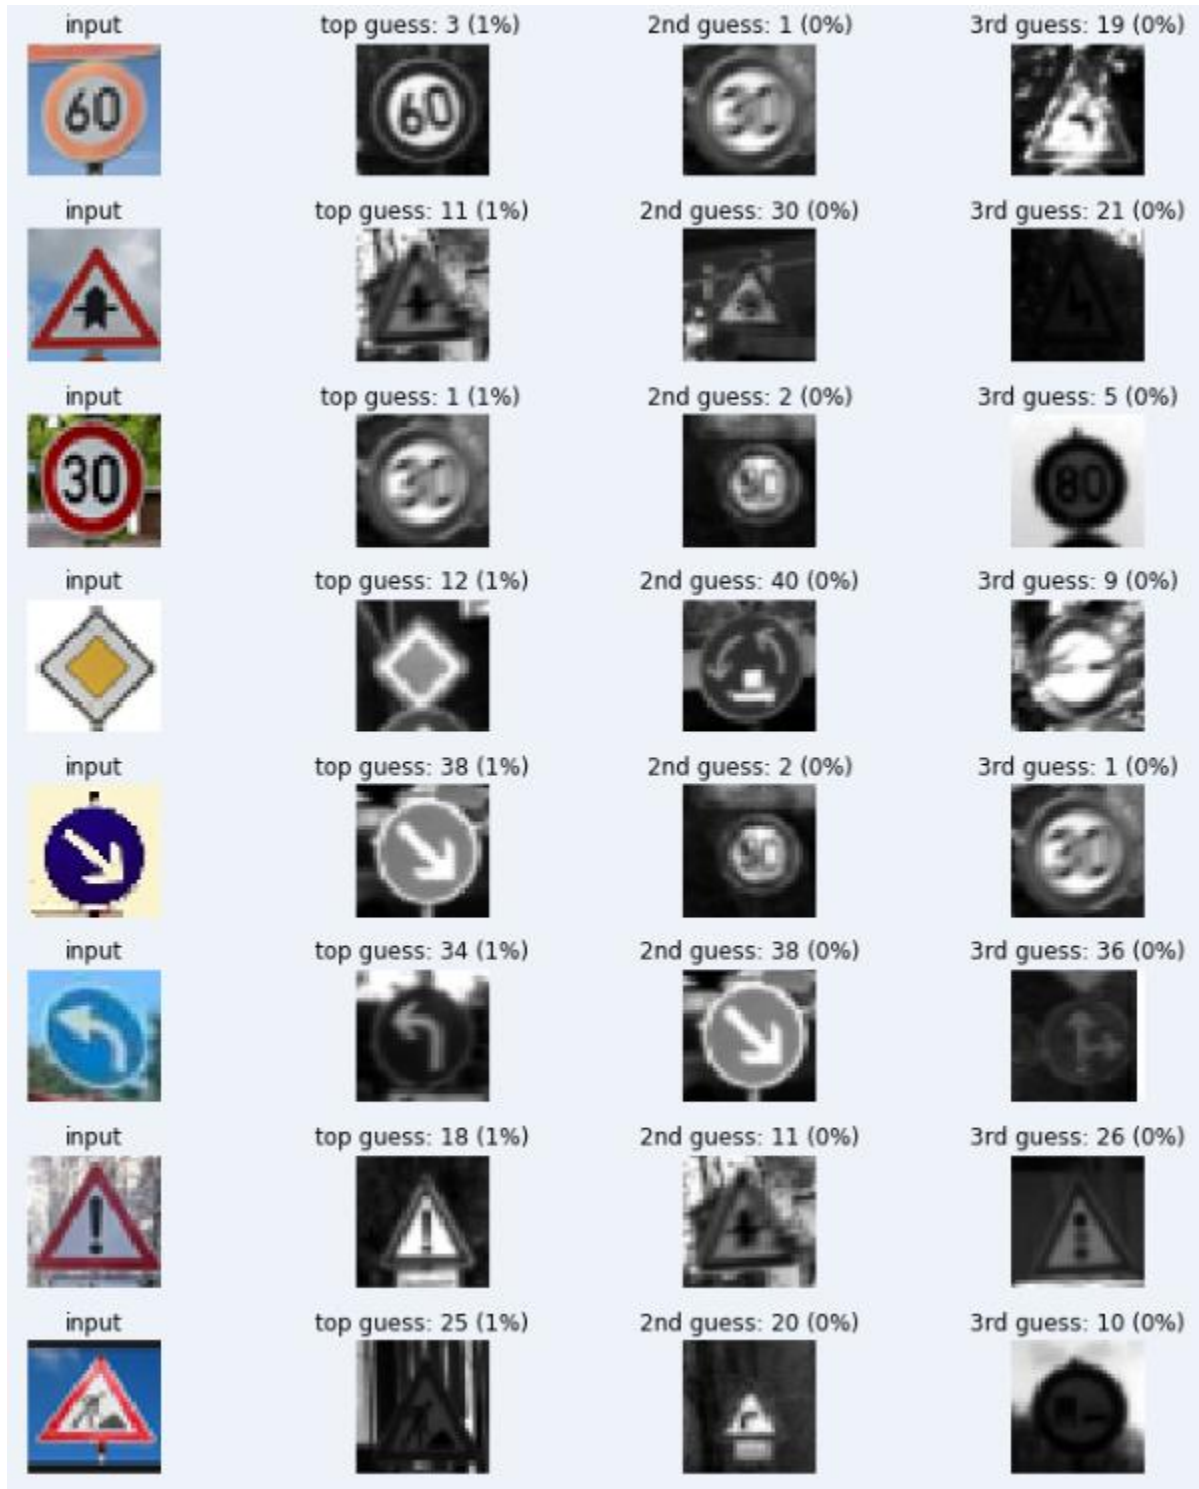 input top guess: 3 (1%) 2nd guess: 1 (0%) 3rd guess: 19 (0%)
60 60 30
input top guess: 11 (1%) 2nd guess: 30 (0%) 3rd guess: 21 (0%)
input top guess: 1 (1%) 2nd guess: 2 (0%) 3rd guess: 5 (0%)
30 30 50 80
input top guess: 12 (1%) 2nd guess: 40 (0%) 3rd guess: 9 (0%)
input top guess: 38 (1%) 2nd guess: 2 (0%) 3rd guess: 1 (0%)
50 30
input top guess: 34 (1%) 2nd guess: 38 (0%) 3rd guess: 36 (0%)
input top guess: 18 (1%) 2nd guess: 11 (0%) 3rd guess: 26 (0%)
input top guess: 25 (1%) 2nd guess: 20 (0%) 3rd guess: 10 (0%)